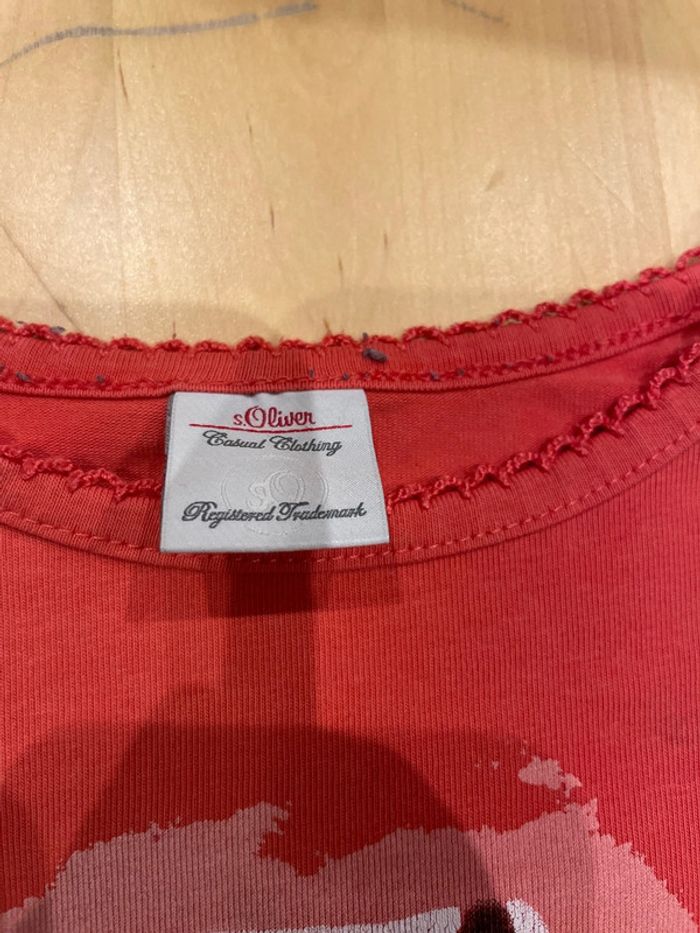 s.Oliver
Casual Clothing
Registered Trademark